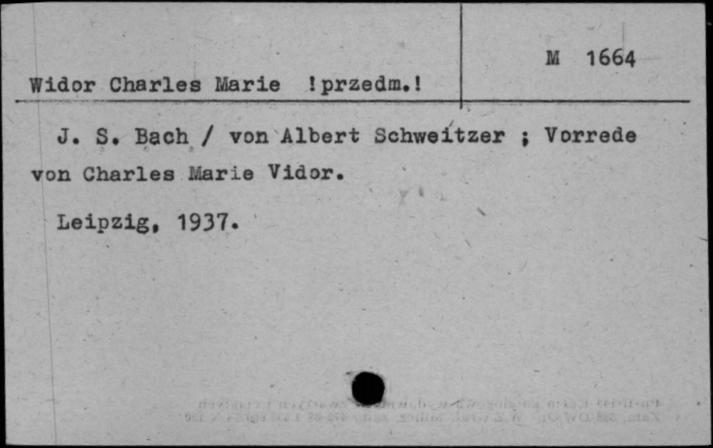 M 1664
Widor Charles Marie !przedm.!
J. S. Bach / von Albert Schweitzer ; Vorrede
von Charles Marie Vidor.
Leipzig, 1937.